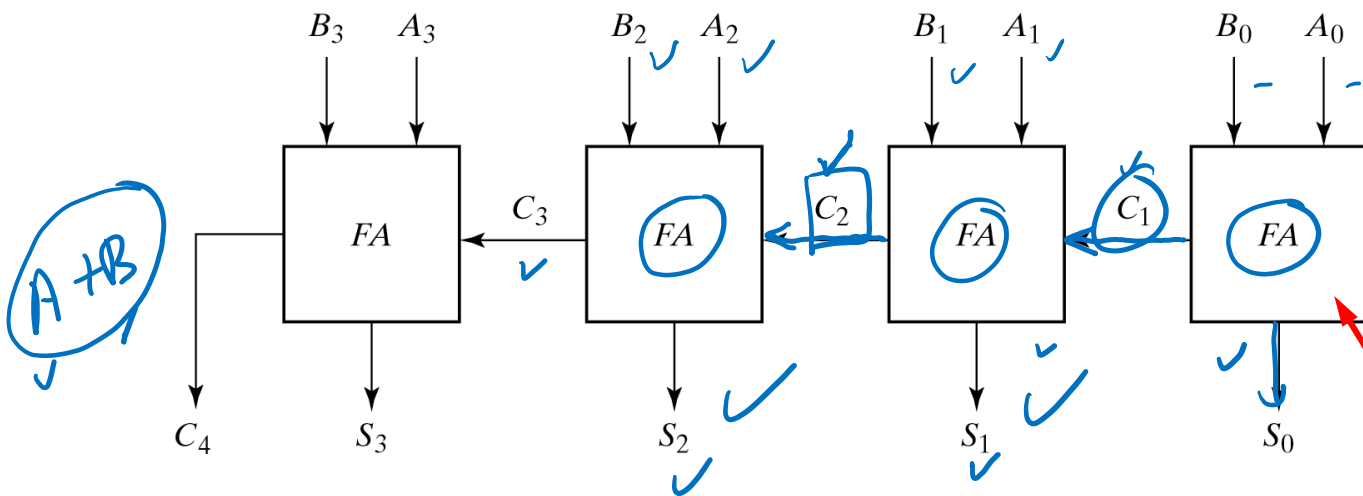 B₃ A₃ B₂ A₂ B₁ A₁ B₀ A₀
C₃ C₂ C₁
FA FA FA FA
A + B
C₄ S₃ S₂ S₁ S₀